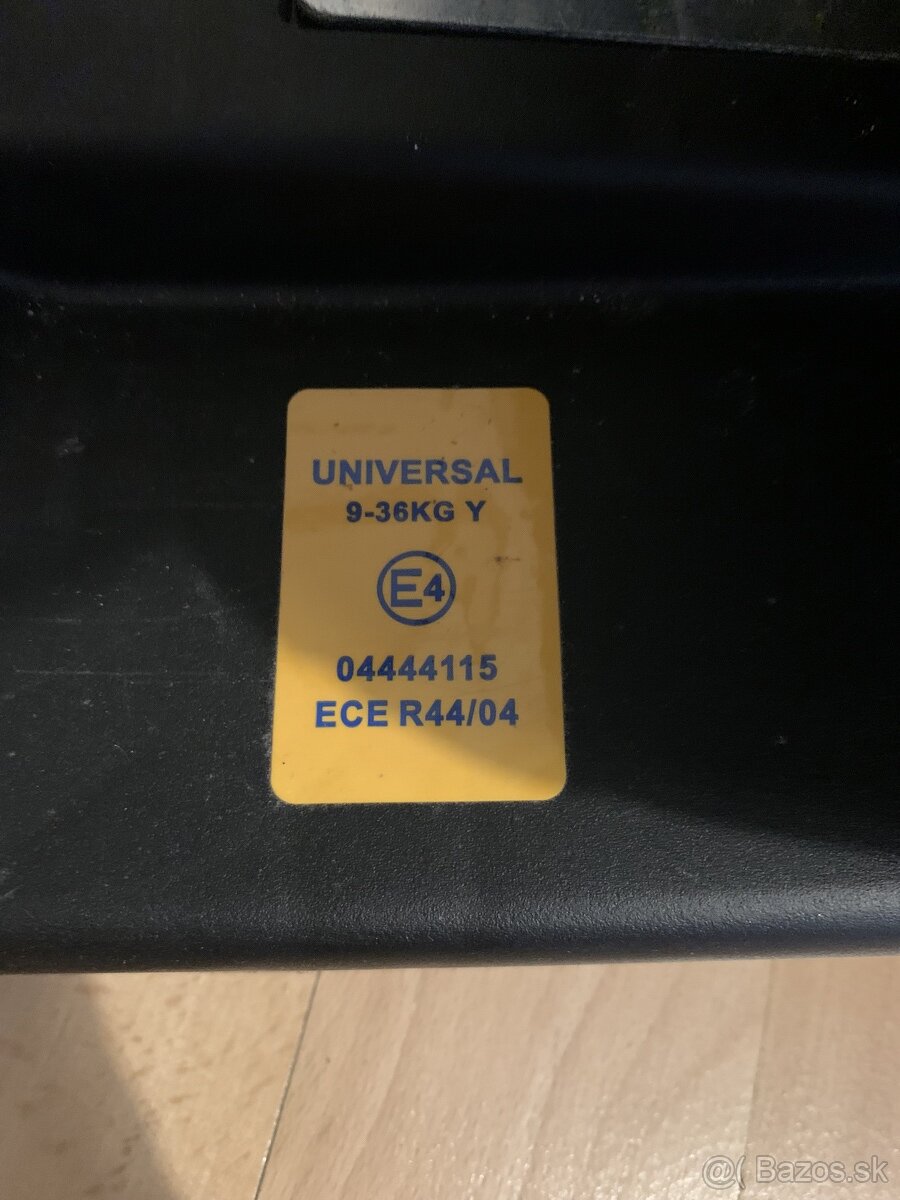 UNIVERSAL
9-36KG Y
E4
04444115
ECE R44/04
@( Bazos.sk